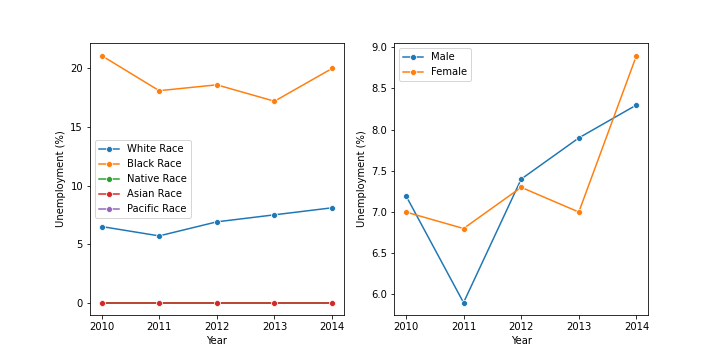 Unemployment (%)
20
15
10
5
0
White Race
Black Race
Native Race
Asian Race
Pacific Race
2010 2011 2012 2013 2014
Year
Unemployment (%)
9.0
8.5
8.0
7.5
7.0
6.5
6.0
Male
Female
2010 2011 2012 2013 2014
Year